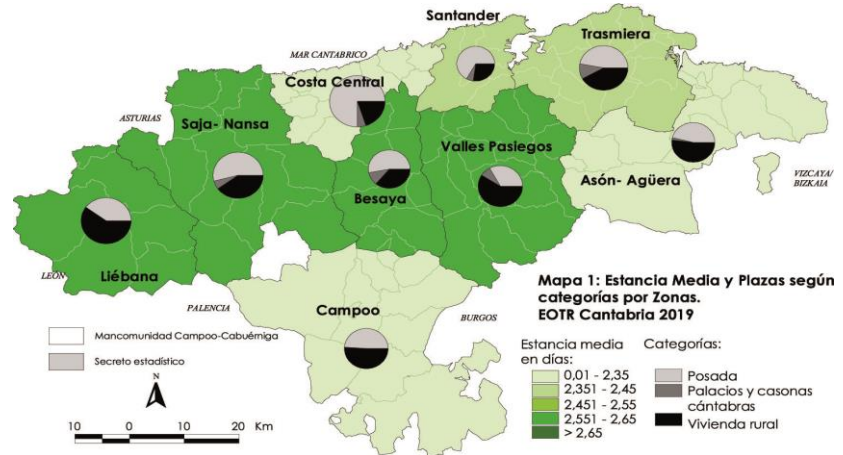 Santander
Trasmiera
MAR CANTABRICO
Costa Central
ASTURIAS
Saja- Nansa
Valles Pasiegos
Besaya
Asón- Agüera
VIZCAYA/
BIZKAIA
LEON
Liébana
PALENCIA
Campoo
BURGOS
Mapa 1: Estancia Media y Plazas según
categorías por Zonas.
EOTR Cantabria 2019
Mancomunidad Campoo-Cabuérniga
Secreto estadístico
N
10 0 10 20 Km
Estancia media
en días:
0,01 - 2,35
2,351 - 2,45
2,451 - 2,55
2,551 - 2,65
> 2,65
Categorías:
Posada
Palacios y casonas
cántabras
Vivienda rural